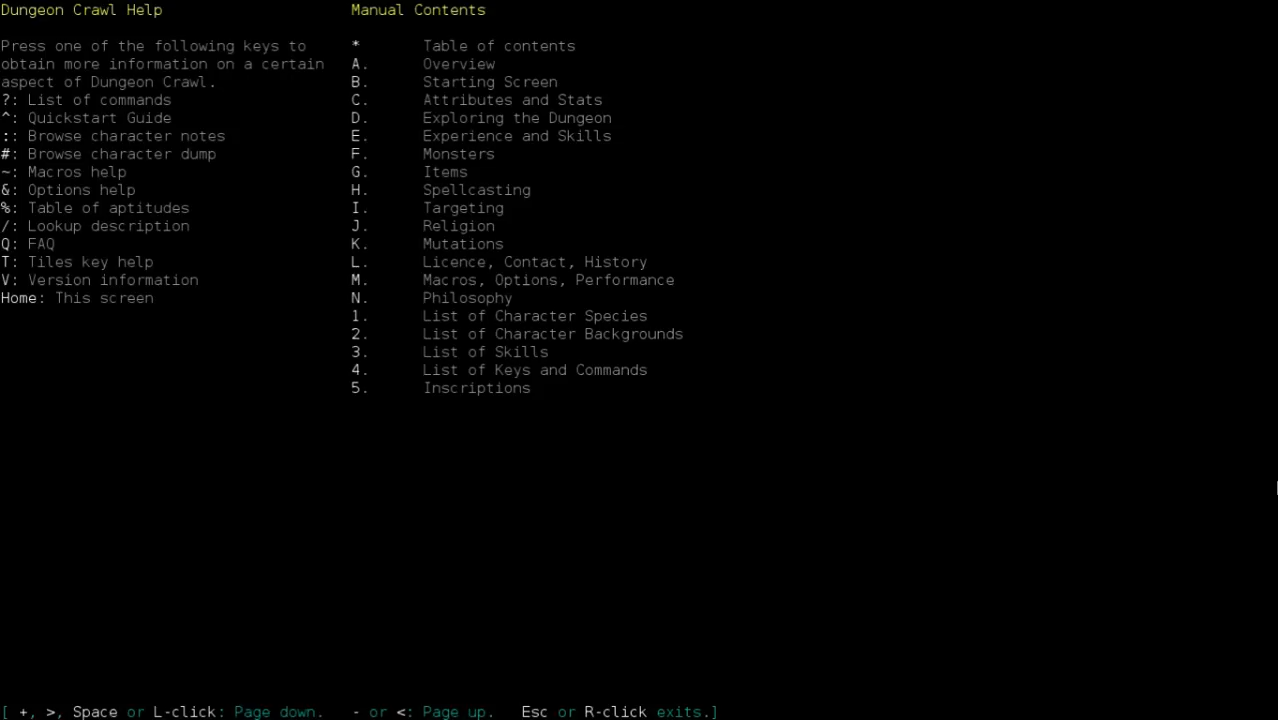 Dungeon Crawl Help
Press one of the following keys to
obtain more information on a certain
aspect of Dungeon Crawl.
?: List of commands
^: Quickstart Guide
:: Browse character notes
#: Browse character dump
~: Macros help
&: Options help
%: Table of aptitudes
/: Lookup description
Q: FAQ
T: Tiles key help
V: Version information
Home: This screen
Manual Contents
* Table of contents
A. Overview
B. Starting Screen
C. Attributes and Stats
D. Exploring the Dungeon
E. Experience and Skills
F. Monsters
G. Items
H. Spellcasting
I. Targeting
J. Religion
K. Mutations
L. Licence, Contact, History
M. Macros, Options, Performance
N. Philosophy
1. List of Character Species
2. List of Character Backgrounds
3. List of Skills
4. List of Keys and Commands
5. Inscriptions
[ +, >, Space or L-click: Page down. - or <: Page up. Esc or R-click exits.]